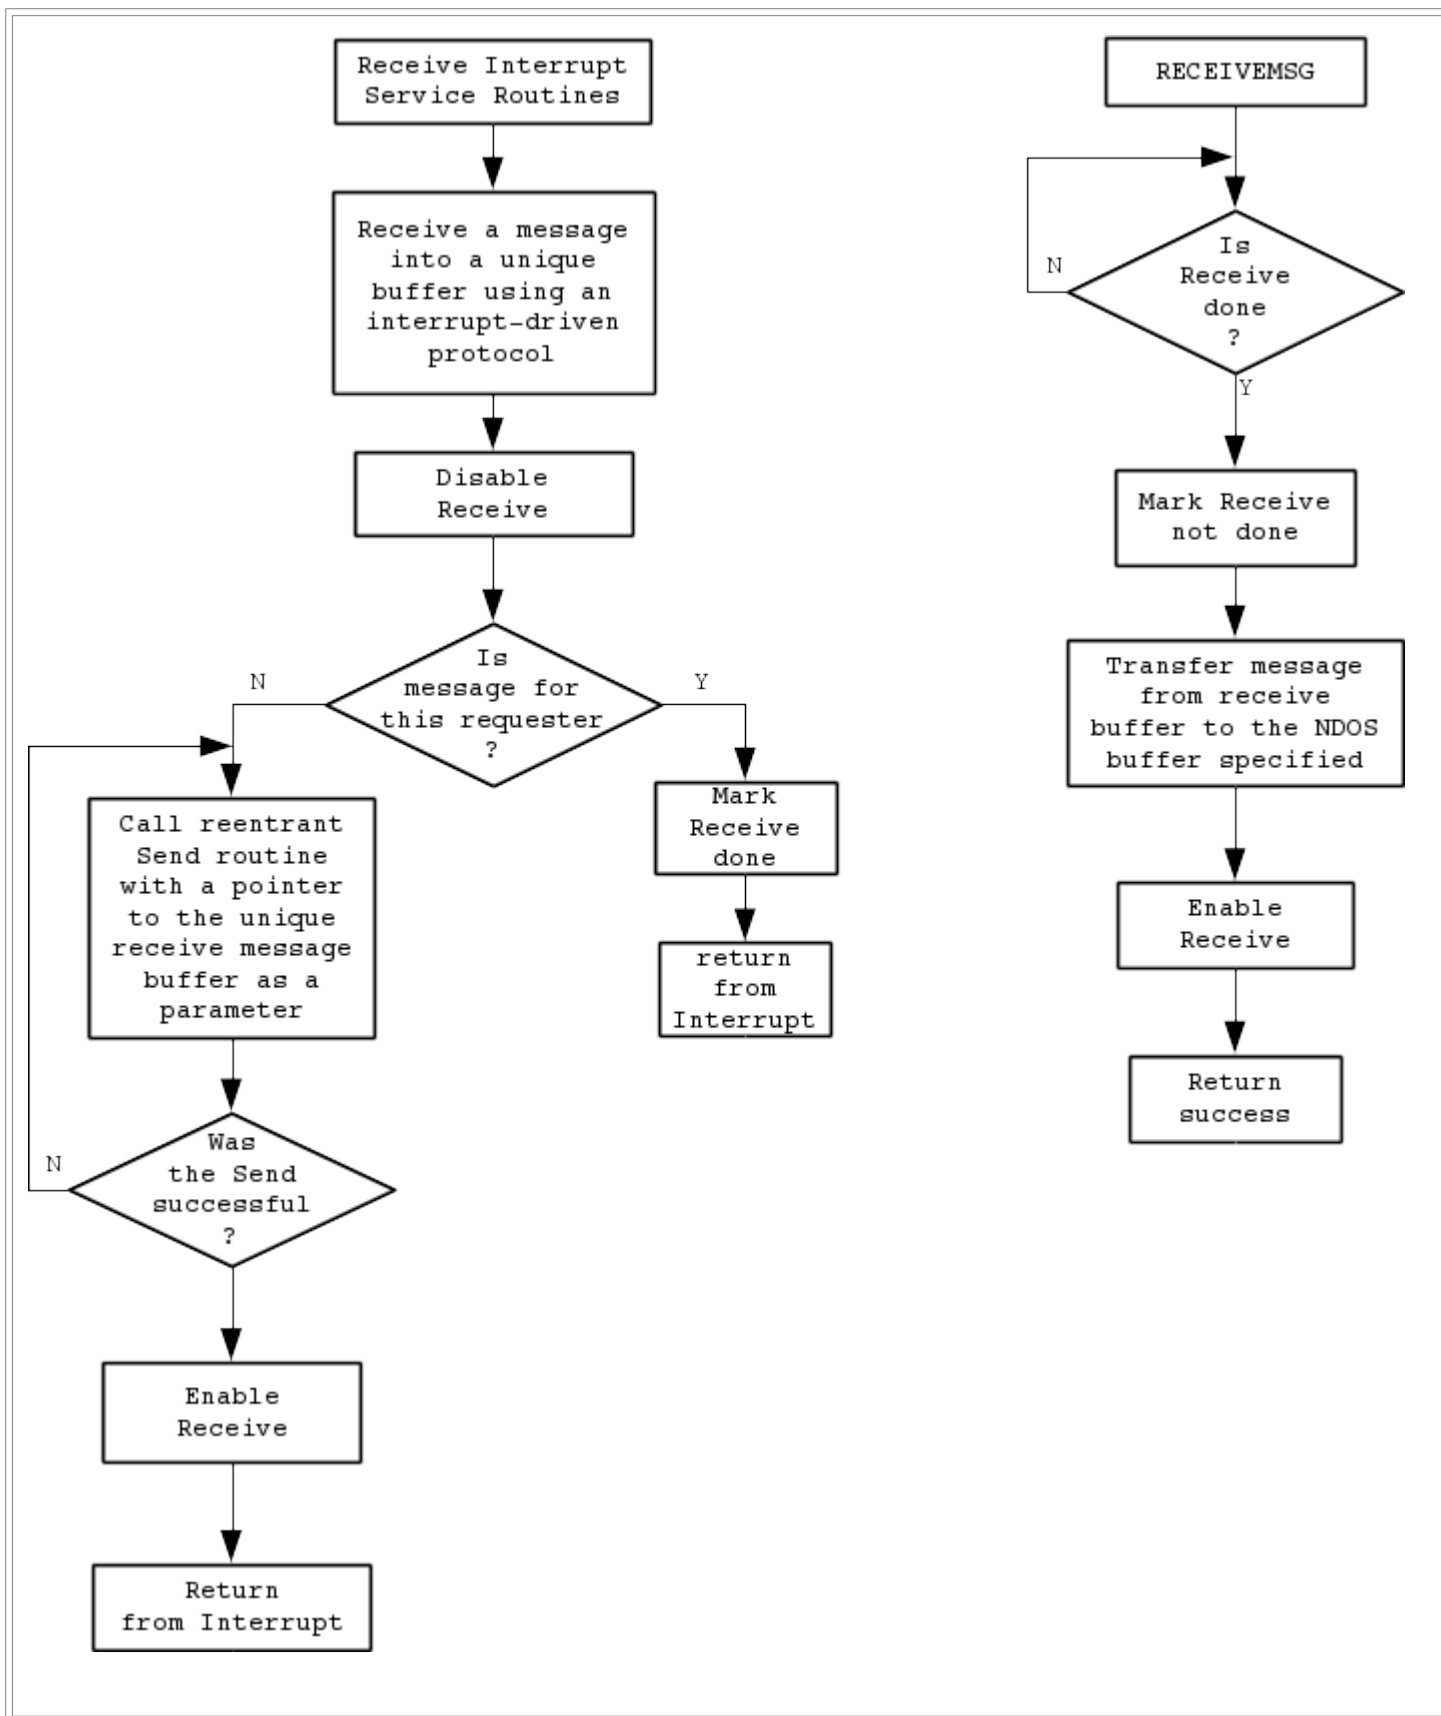 Receive Interrupt
Service Routines
Receive a message
into a unique
buffer using an
interrupt-driven
protocol
Disable
Receive
Is
message for
this requester
?
N
Y
Call reentrant
Send routine
with a pointer
to the unique
receive message
buffer as a
parameter
Mark
Receive
done
return
from
Interrupt
Was
the Send
successful
?
N
Enable
Receive
Return
from Interrupt
RECEIVEMSG
Is
Receive
done
?
N
Y
Mark Receive
not done
Transfer message
from receive
buffer to the NDOS
buffer specified
Enable
Receive
Return
success